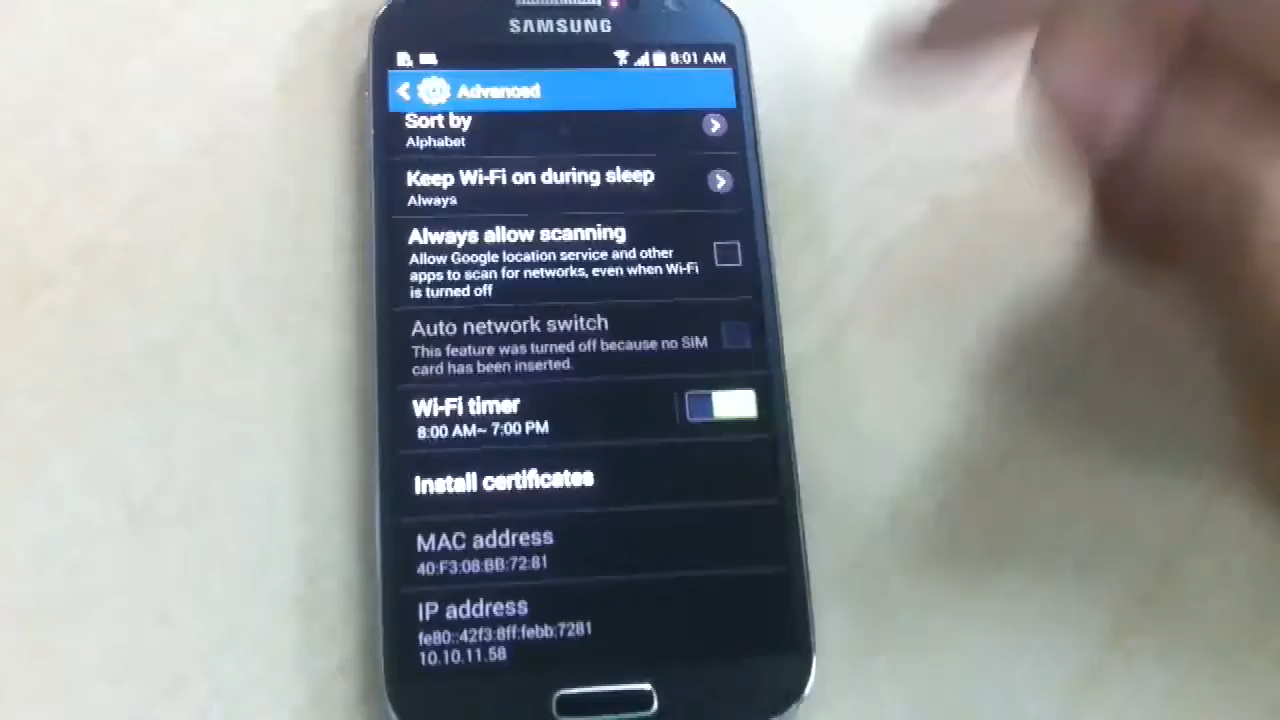 SAMSUNG
8:01 AM
Advanced
Sort by
Alphabet
Keep Wi-Fi on during sleep
Always
Always allow scanning
Allow Google location service and other
apps to scan for networks, even when Wi-Fi
is turned off
Auto network switch
This feature was turned off because no SIM
card has been inserted.
Wi-Fi timer
8:00 AM~ 7:00 PM
Install certificates
MAC address
40:F3:08:BB:72:81
IP address
fe80::42f3:8ff:febb:7281
10.10.11.58